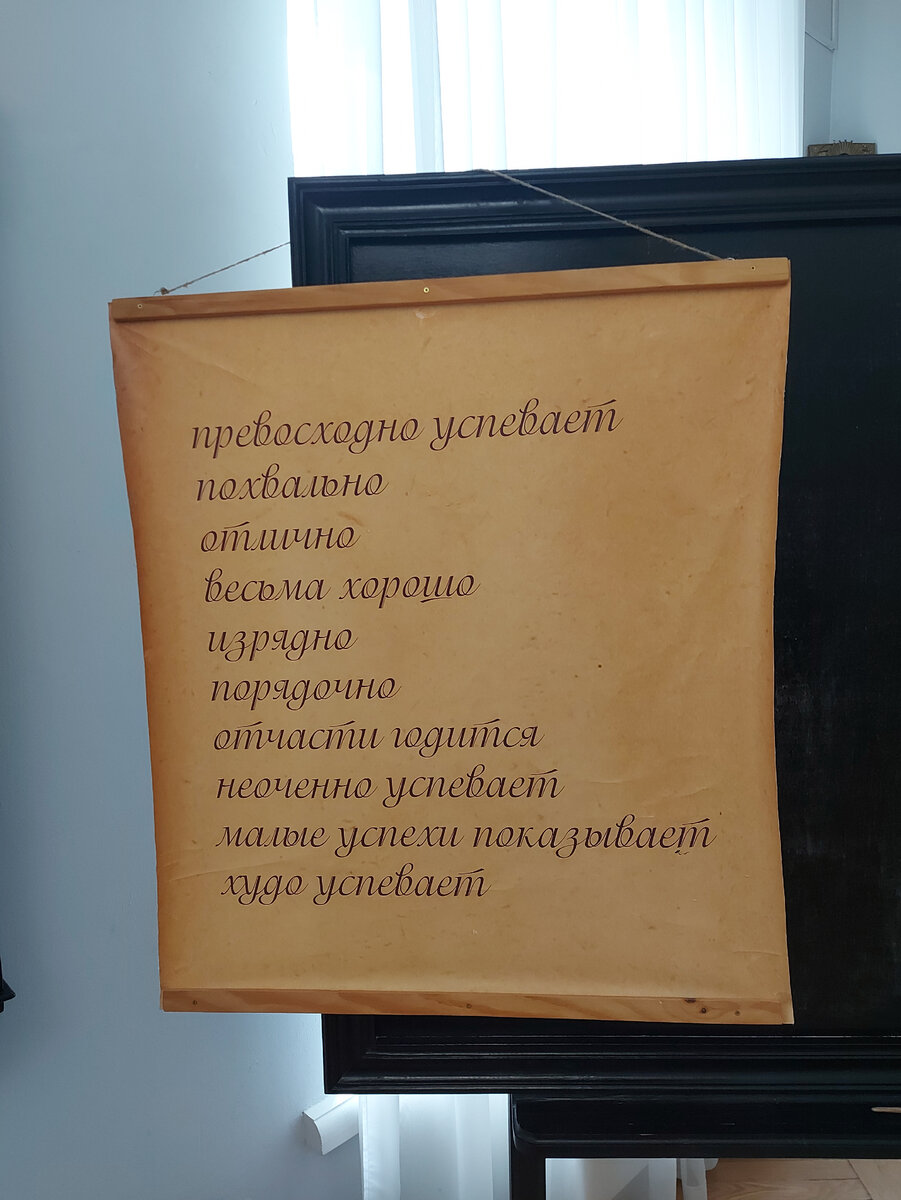 превосходно успевает
похвально
отлично
весьма хорошо
изрядно
порядочно
отчасти годится
неоченно успевает
малые успехи показывает
худо успевает